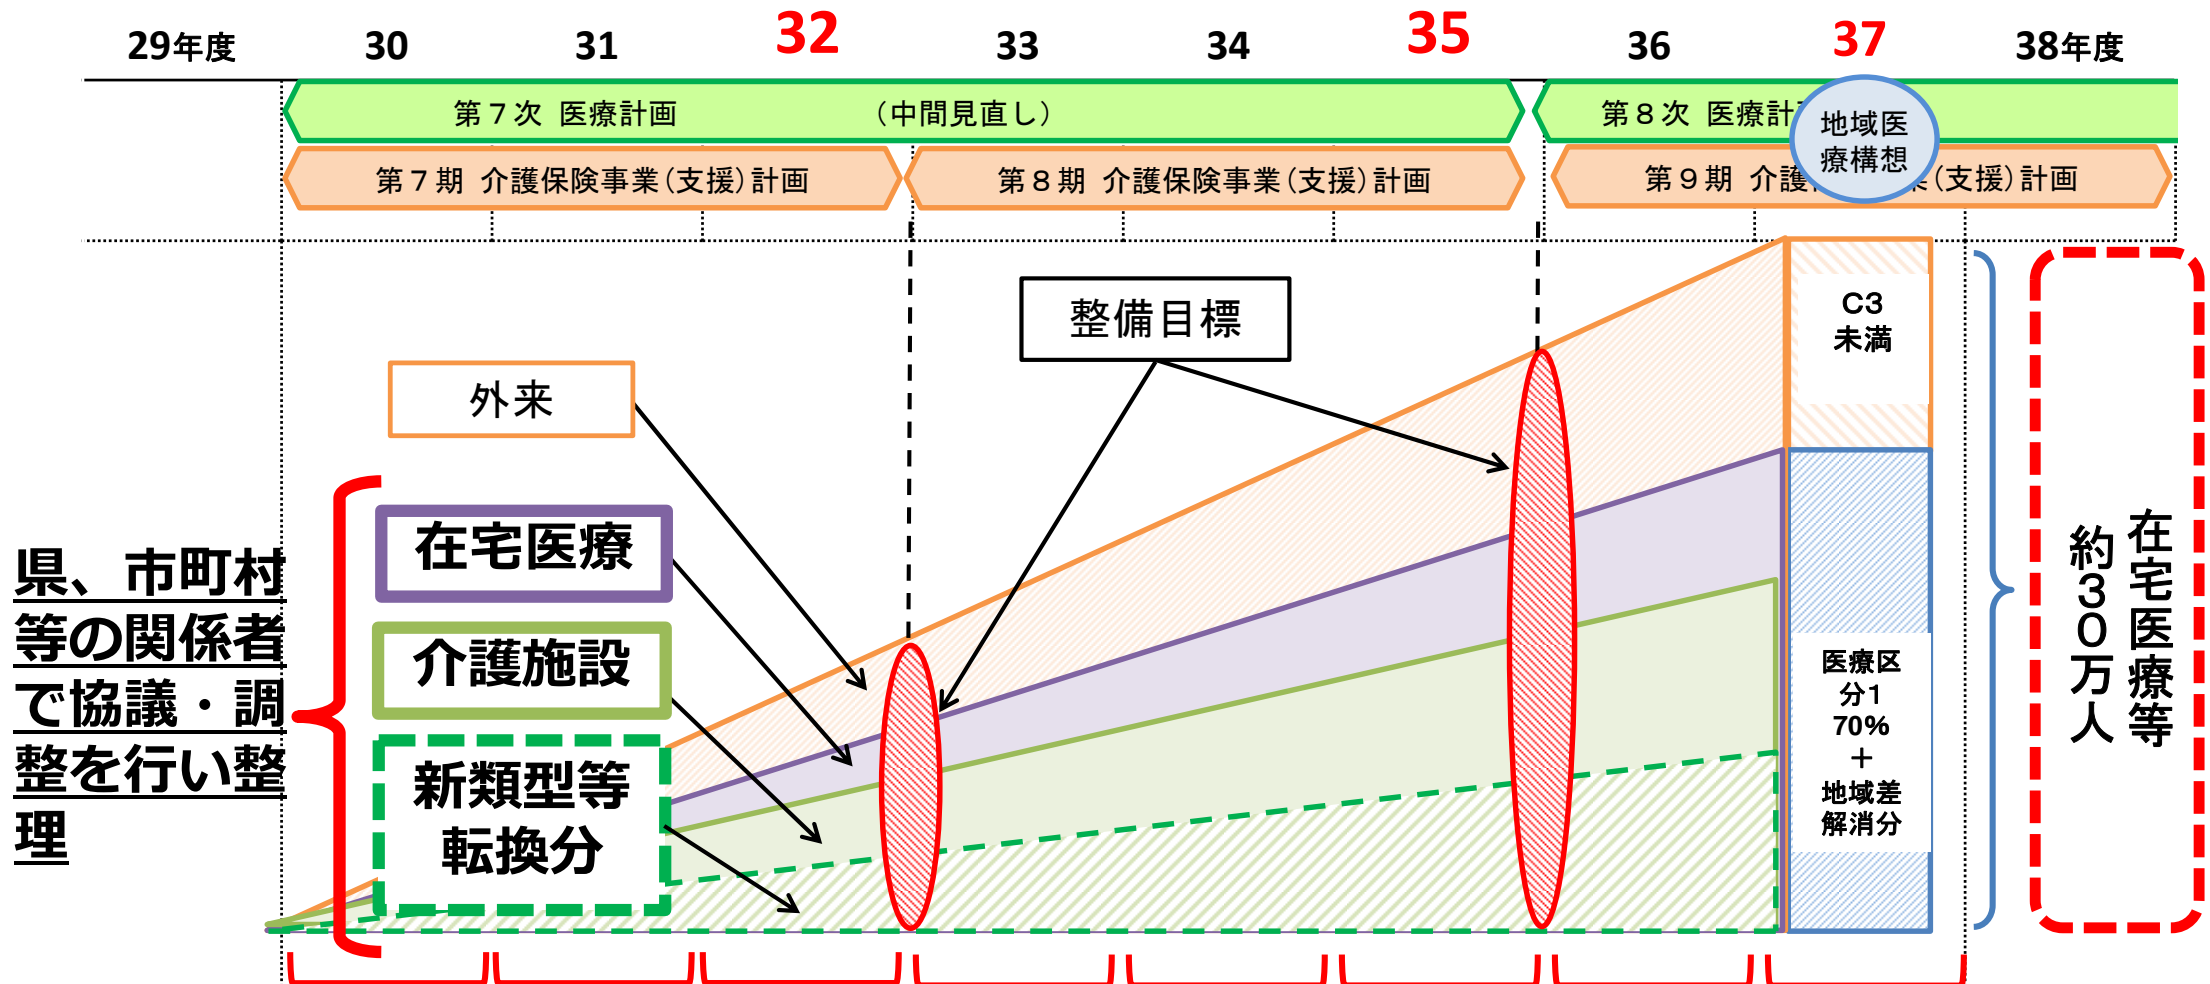 29年度 30 31 32 33 34 35 36 37 38年度
第７次 医療計画 （中間見直し）
第８次 医療計
地域医
療構想
第７期 介護保険事業（支援）計画
第８期 介護保険事業（支援）計画
第９期 介護 業（支援）計画
整備目標
外来
在宅医療
介護施設
新類型等
転換分
県、市町村
等の関係者
で協議・調
整を行い整
理
C3
未満
医療区
分1
70%
＋
地域差
解消分
在宅医療等
約３０万人